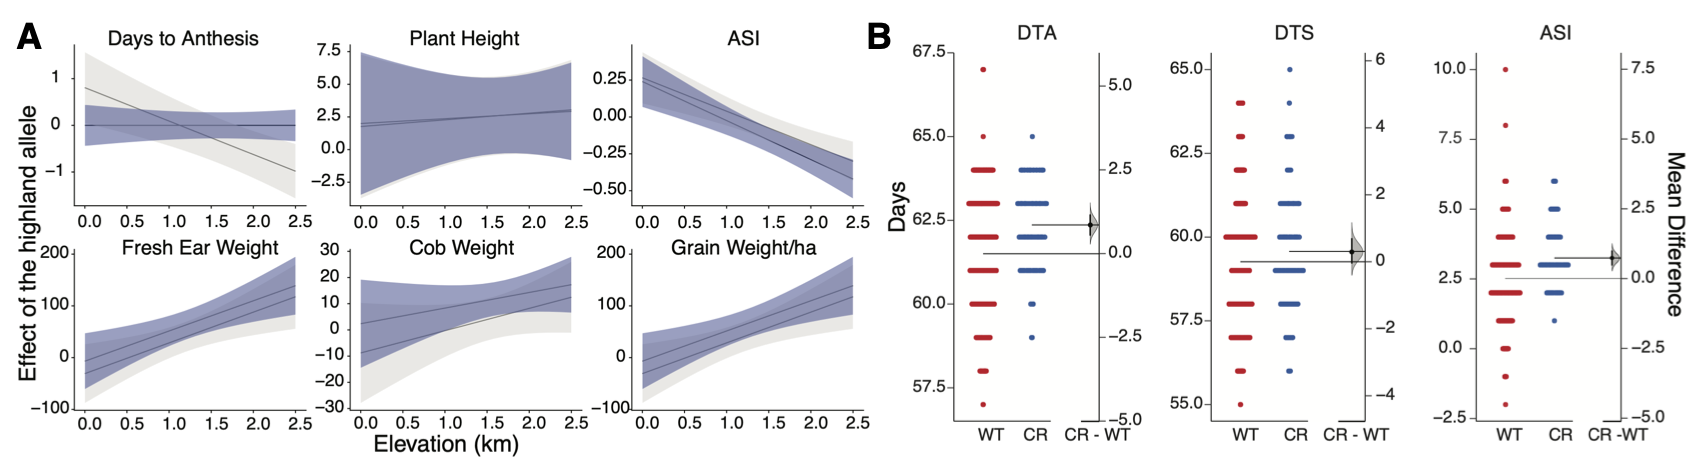 A
Effect of the highland allele
Days to Anthesis
1
0
−1
0.0 0.5 1.0 1.5 2.0 2.5
Plant Height
7.5
5.0
2.5
0.0
−2.5
0.0 0.5 1.0 1.5 2.0 2.5
ASI
0.25
0.00
−0.25
−0.50
0.0 0.5 1.0 1.5 2.0 2.5
Fresh Ear Weight
200
100
0
−100
0.0 0.5 1.0 1.5 2.0 2.5
Cob Weight
30
20
10
0
−10
−20
−30
0.0 0.5 1.0 1.5 2.0 2.5
Grain Weight/ha
200
100
0
−100
0.0 0.5 1.0 1.5 2.0 2.5
Elevation (km)
B
Days
DTA
67.5
65.0
62.5
60.0
57.5
5.0
2.5
0.0
−2.5
−5.0
WT CR CR - WT
DTS
65.0
62.5
60.0
57.5
55.0
6
4
2
0
−2
−4
WT CR CR - WT
ASI
10.0
7.5
5.0
2.5
0.0
−2.5
7.5
5.0
2.5
0.0
−2.5
−5.0
WT CR CR -WT
Mean Difference